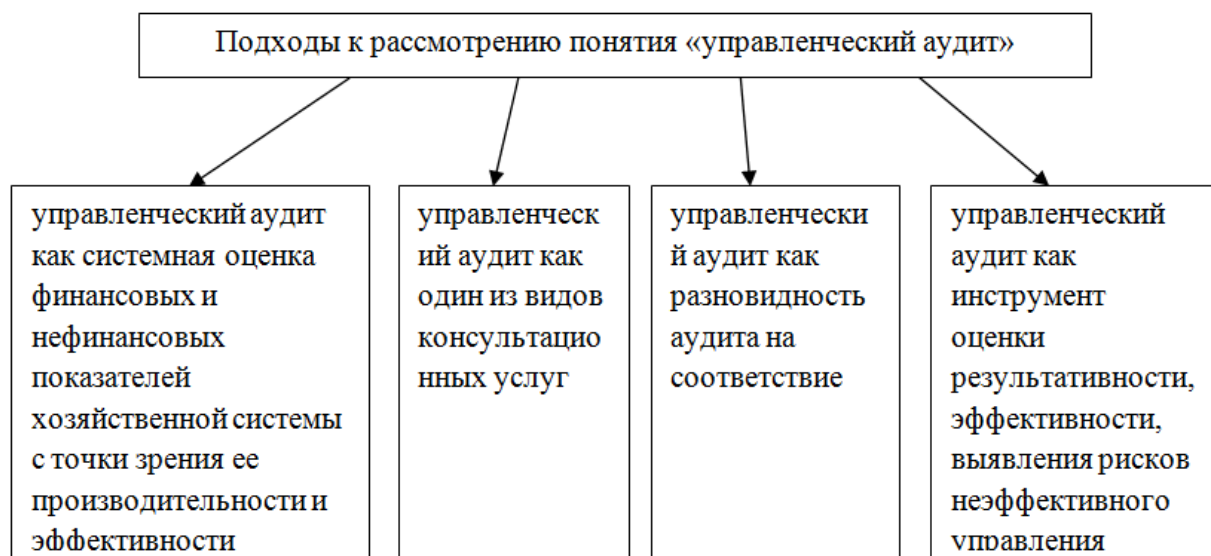 Подходы к рассмотрению понятия «управленческий аудит»
управленческий аудит
как системная оценка
финансовых и
нефинансовых
показателей
хозяйственной системы
с точки зрения ее
производительности и
эффективности
управленческ
ий аудит как
один из видов
консультацио
нных услуг
управленчески
й аудит как
разновидность
аудита на
соответствие
управленческий
аудит как
инструмент
оценки
результативности,
эффективности,
выявления рисков
неэффективного
управления